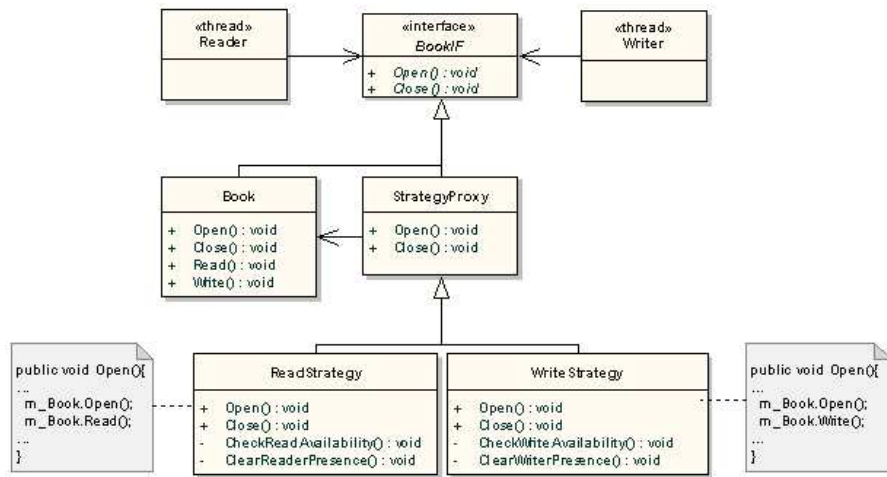 «thread»
Reader
«interface»
BookIF
+ Open() : void
+ Close() : void
«thread»
Writer
Book
+ Open() : void
+ Close() : void
+ Read() : void
+ Write() : void
StrategyProxy
+ Open() : void
+ Close() : void
public void Open(){
...
m_Book.Open();
m_Book.Read();
...
}
ReadStrategy
+ Open() : void
+ Close() : void
- CheckReadAvailability() : void
- ClearReaderPresence() : void
WriteStrategy
+ Open() : void
+ Close() : void
- CheckWriteAvailability() : void
- ClearWriterPresence() : void
public void Open(){
...
m_Book.Open();
m_Book.Write();
...
}